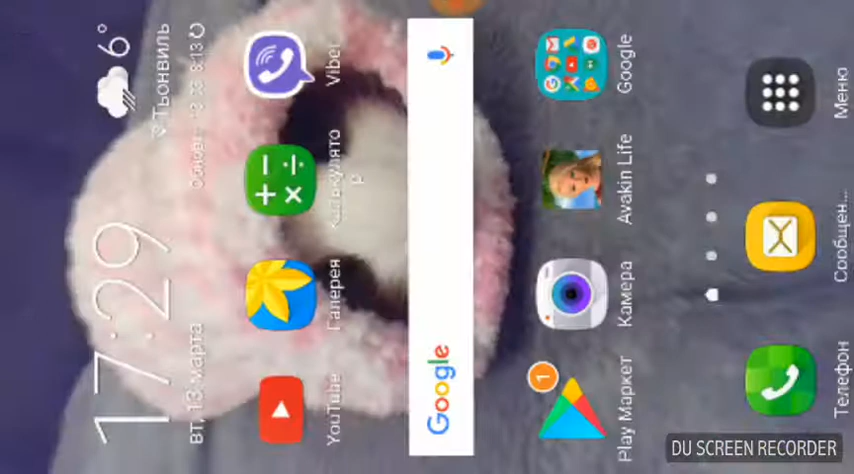 17:29
вт, 13 марта
6°
Тьонвиль
YouTube
Галерея
Калькулято
р
Viber
Google
Play Маркет
1
Камера
Avakin Life
Google
Телефон
Сообщен...
Меню
DU SCREEN RECORDER